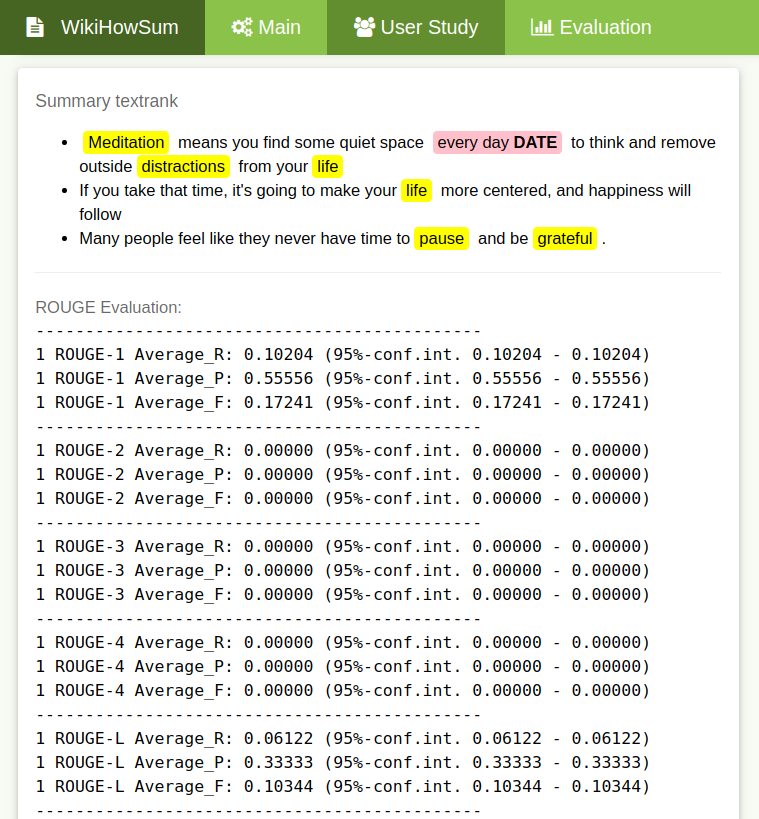 WikiHowSum Main User Study Evaluation
Summary textrank
• Meditation means you find some quiet space every day DATE to think and remove
outside distractions from your life
• If you take that time, it's going to make your life more centered, and happiness will
follow
• Many people feel like they never have time to pause and be grateful .
ROUGE Evaluation:
---------------------------------------------
1 ROUGE-1 Average_R: 0.10204 (95%-conf.int. 0.10204 - 0.10204)
1 ROUGE-1 Average_P: 0.55556 (95%-conf.int. 0.55556 - 0.55556)
1 ROUGE-1 Average_F: 0.17241 (95%-conf.int. 0.17241 - 0.17241)
---------------------------------------------
1 ROUGE-2 Average_R: 0.00000 (95%-conf.int. 0.00000 - 0.00000)
1 ROUGE-2 Average_P: 0.00000 (95%-conf.int. 0.00000 - 0.00000)
1 ROUGE-2 Average_F: 0.00000 (95%-conf.int. 0.00000 - 0.00000)
---------------------------------------------
1 ROUGE-3 Average_R: 0.00000 (95%-conf.int. 0.00000 - 0.00000)
1 ROUGE-3 Average_P: 0.00000 (95%-conf.int. 0.00000 - 0.00000)
1 ROUGE-3 Average_F: 0.00000 (95%-conf.int. 0.00000 - 0.00000)
---------------------------------------------
1 ROUGE-4 Average_R: 0.00000 (95%-conf.int. 0.00000 - 0.00000)
1 ROUGE-4 Average_P: 0.00000 (95%-conf.int. 0.00000 - 0.00000)
1 ROUGE-4 Average_F: 0.00000 (95%-conf.int. 0.00000 - 0.00000)
---------------------------------------------
1 ROUGE-L Average_R: 0.06122 (95%-conf.int. 0.06122 - 0.06122)
1 ROUGE-L Average_P: 0.33333 (95%-conf.int. 0.33333 - 0.33333)
1 ROUGE-L Average_F: 0.10344 (95%-conf.int. 0.10344 - 0.10344)
---------------------------------------------